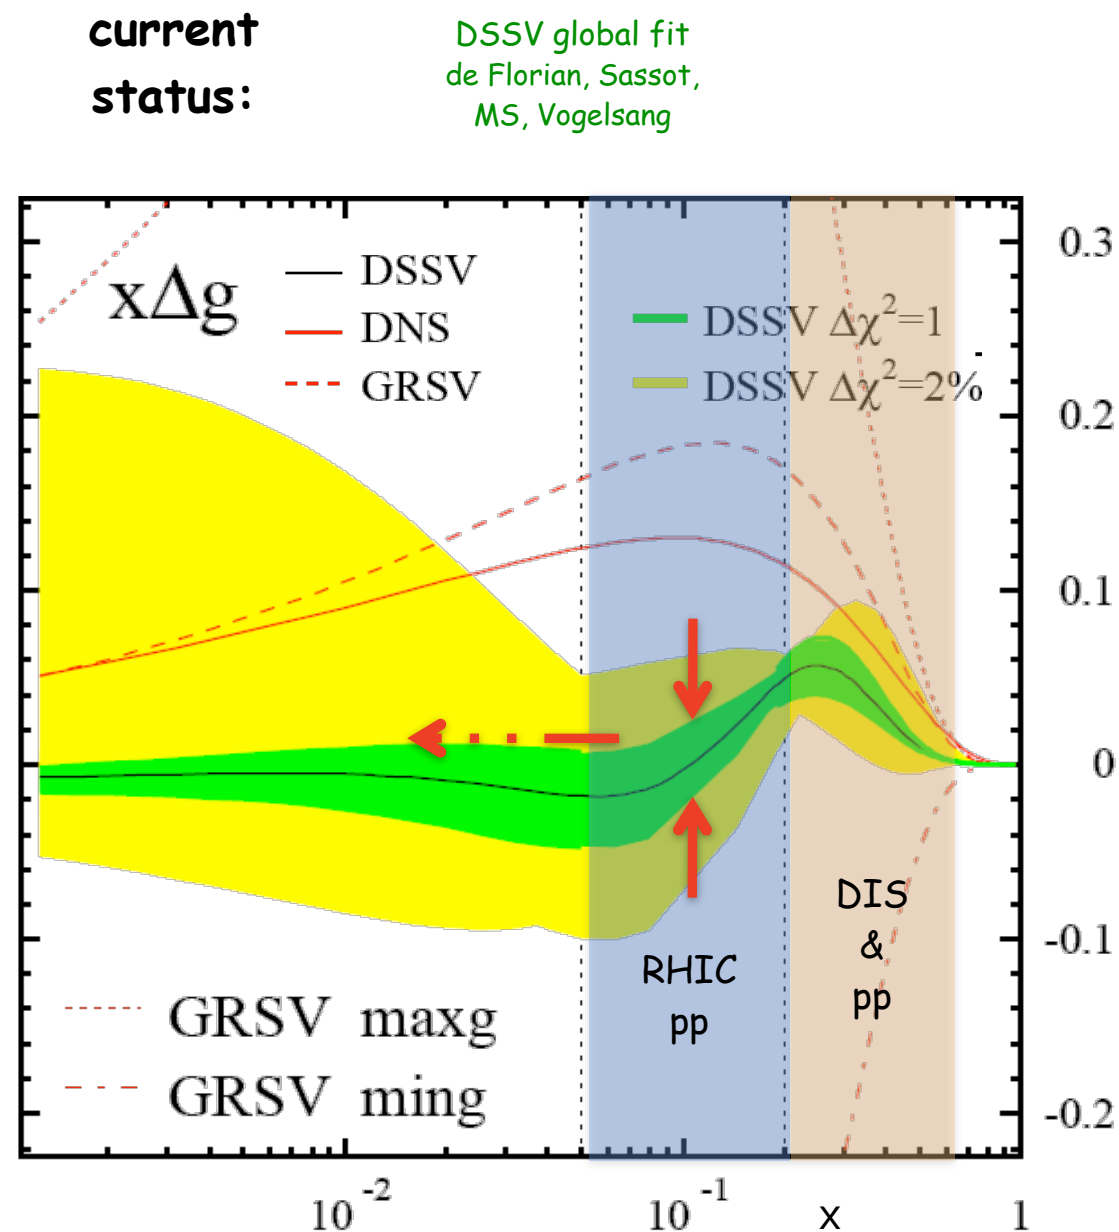 current
status:
DSSV global fit
de Florian, Sassot,
MS, Vogelsang
xΔg
DSSV
DNS
GRSV
DSSV Δχ²=1
DSSV Δχ²=2%
0.3
0.2
0.1
0
-0.1
-0.2
DIS
&
pp
RHIC
pp
GRSV maxg
GRSV ming
10⁻²
10⁻¹
x
1